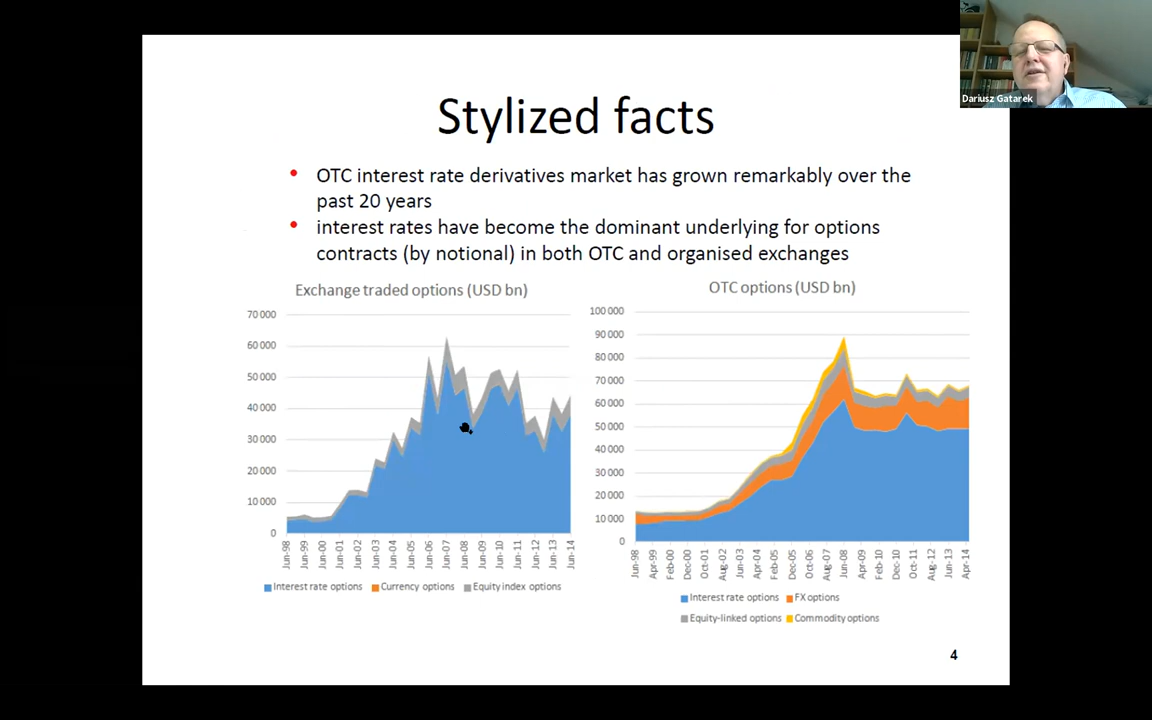 Dariusz Gatarek
Stylized facts
OTC interest rate derivatives market has grown remarkably over the
past 20 years
interest rates have become the dominant underlying for options
contracts (by notional) in both OTC and organised exchanges
Exchange traded options (USD bn)
70 000
60 000
50 000
40 000
30 000
20 000
10 000
0
Jun-98
Jun-99
Jun-00
Jun-01
Jun-02
Jun-03
Jun-04
Jun-05
Jun-06
Jun-07
Jun-08
Jun-09
Jun-10
Jun-11
Jun-12
Jun-13
Jun-14
Interest rate options Currency options Equity index options
OTC options (USD bn)
100 000
90 000
80 000
70 000
60 000
50 000
40 000
30 000
20 000
10 000
0
Jun-98
Apr-99
Feb-00
Dec-00
Oct-01
Aug-02
Jun-03
Apr-04
Feb-05
Dec-05
Oct-06
Aug-07
Jun-08
Apr-09
Feb-10
Dec-10
Oct-11
Aug-12
Jun-13
Apr-14
Interest rate options FX options
Equity-linked options Commodity options
4